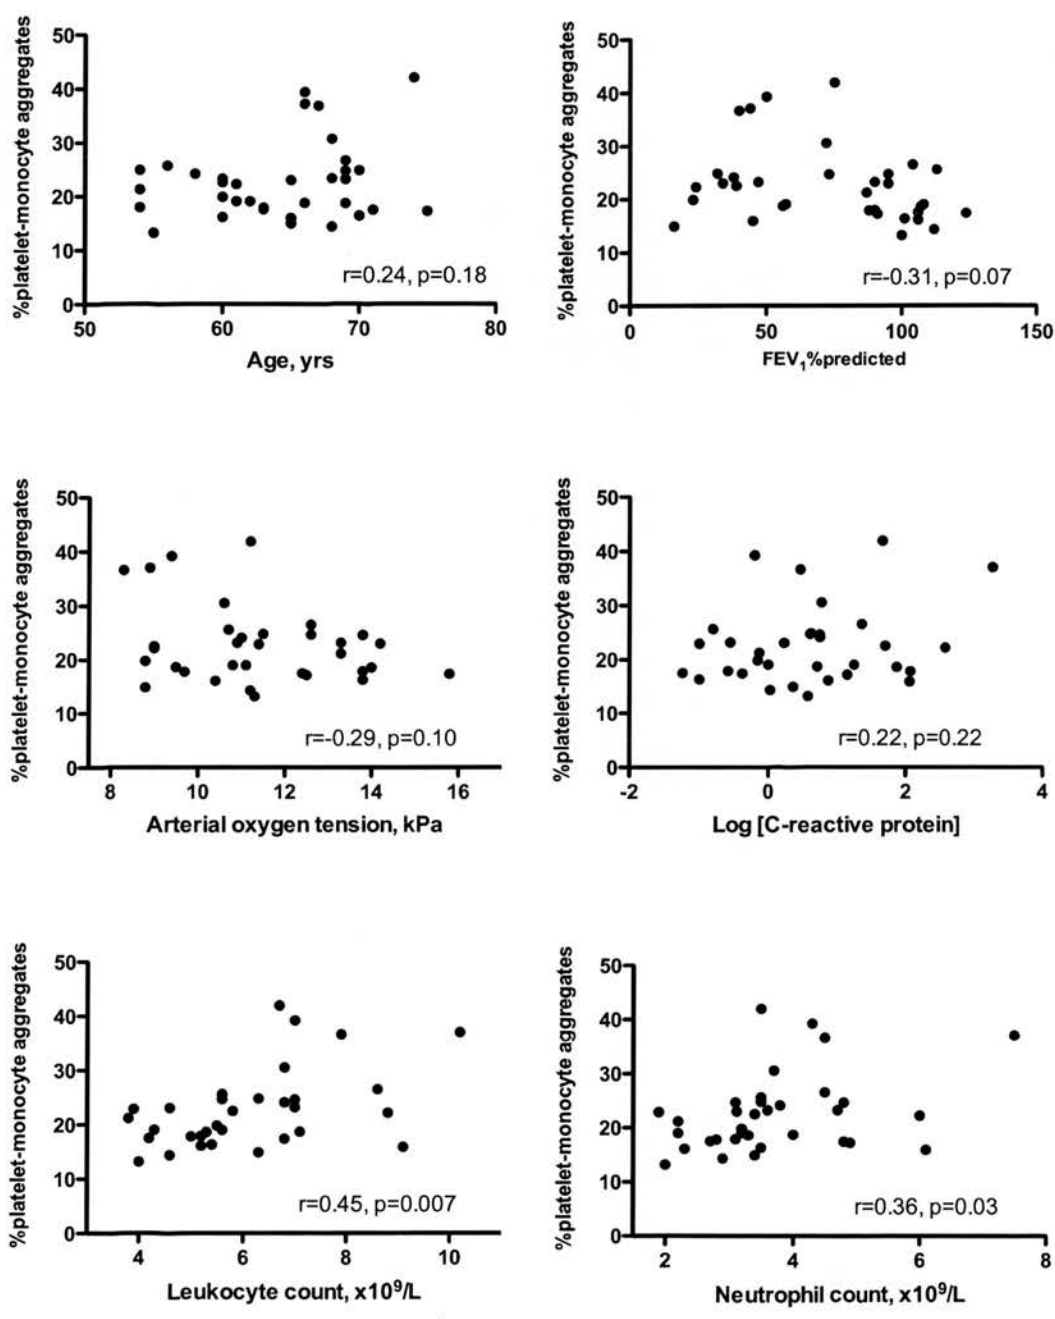 %platelet-monocyte aggregates
50
40
30
20
10
0
r=0.24, p=0.18
50 60 70 80
Age, yrs
%platelet-monocyte aggregates
50
40
30
20
10
0
r=-0.31, p=0.07
0 50 100 150
FEV1%predicted
%platelet-monocyte aggregates
50
40
30
20
10
0
r=-0.29, p=0.10
8 10 12 14 16
Arterial oxygen tension, kPa
%platelet-monocyte aggregates
50
40
30
20
10
0
r=0.22, p=0.22
-2 0 2 4
Log [C-reactive protein]
%platelet-monocyte aggregates
50
40
30
20
10
0
r=0.45, p=0.007
4 6 8 10
Leukocyte count, x10⁹/L
%platelet-monocyte aggregates
50
40
30
20
10
0
r=0.36, p=0.03
2 4 6 8
Neutrophil count, x10⁹/L